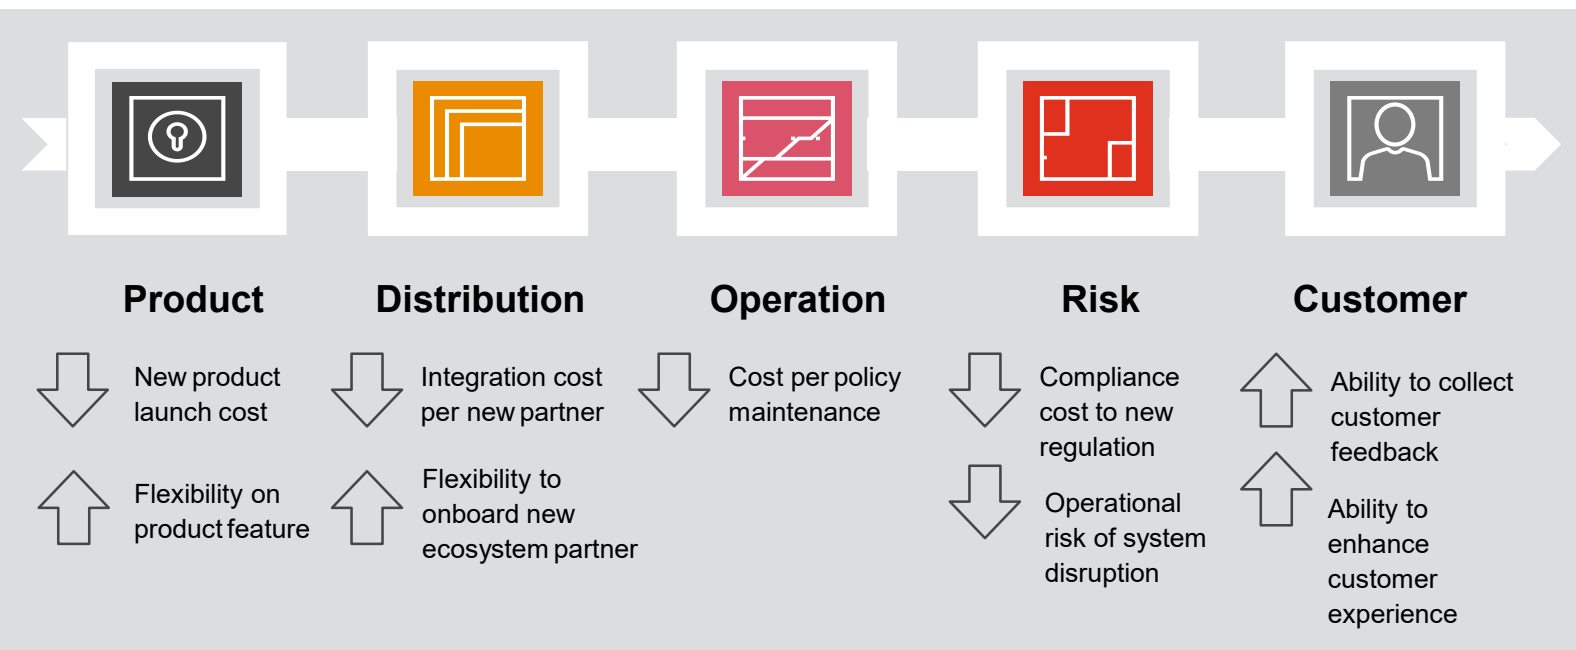 Product
New product
launch cost
Flexibility on
product feature
Distribution
Integration cost
per new partner
Flexibility to
onboard new
ecosystem partner
Operation
Cost per policy
maintenance
Risk
Compliance
cost to new
regulation
Operational
risk of system
disruption
Customer
Ability to collect
customer
feedback
Ability to
enhance
customer
experience